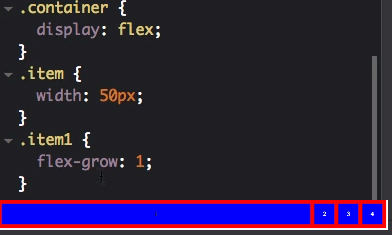 .container {
display: flex;
}
.item {
width: 50px;
}
.item1 {
flex-grow: 1;
}
2 3 4